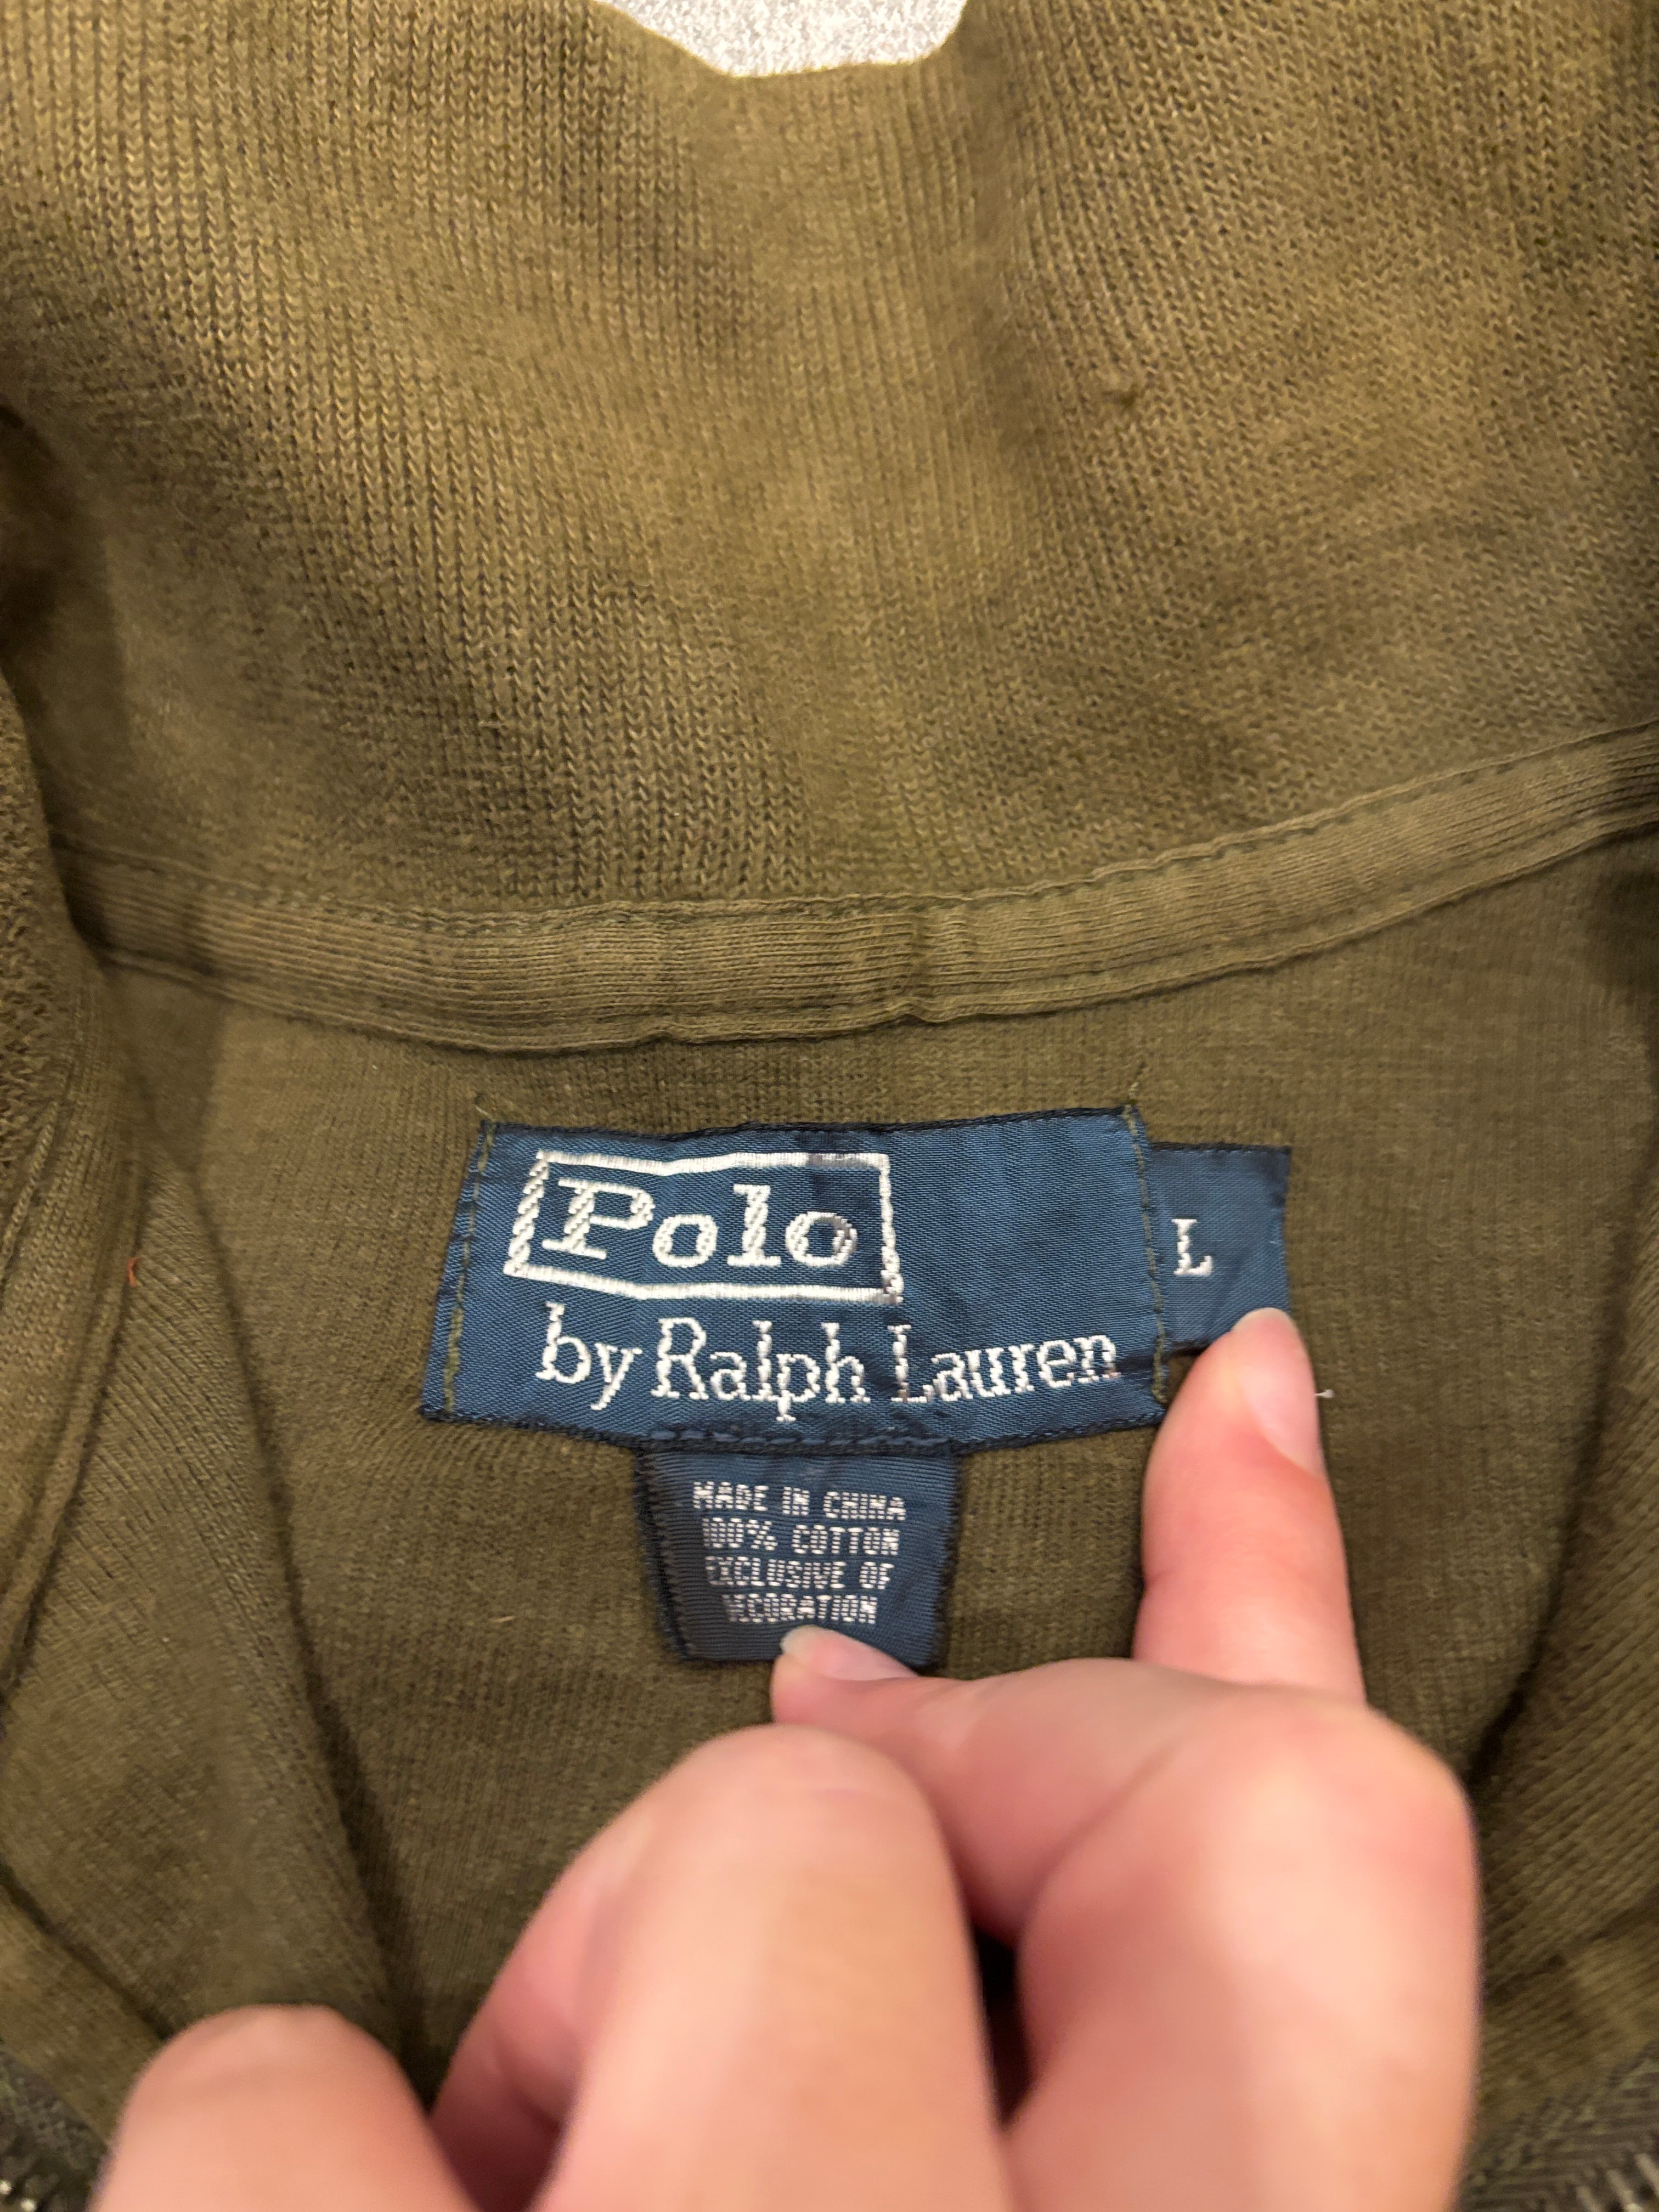 Polo
by Ralph Lauren
L
MADE IN CHINA
100% COTTON
EXCLUSIVE OF
DECORATION